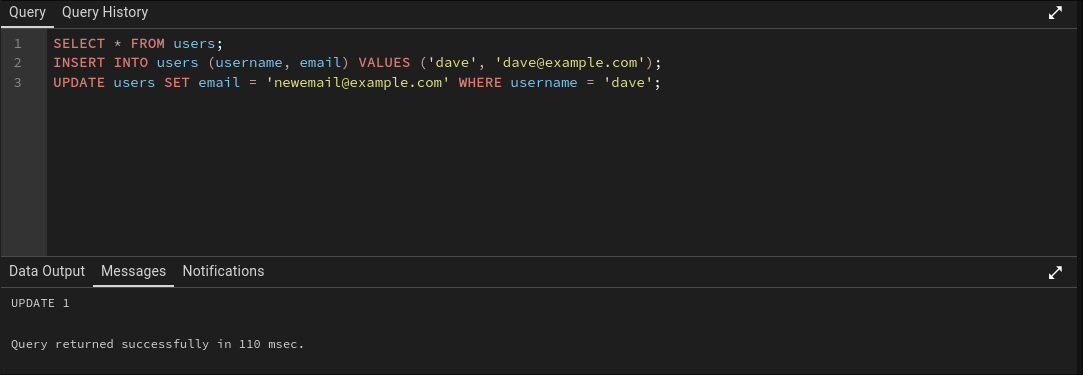 Query Query History
1 SELECT * FROM users;
2 INSERT INTO users (username, email) VALUES ('dave', 'dave@example.com');
3 UPDATE users SET email = 'newemail@example.com' WHERE username = 'dave';
Data Output Messages Notifications
UPDATE 1
Query returned successfully in 110 msec.